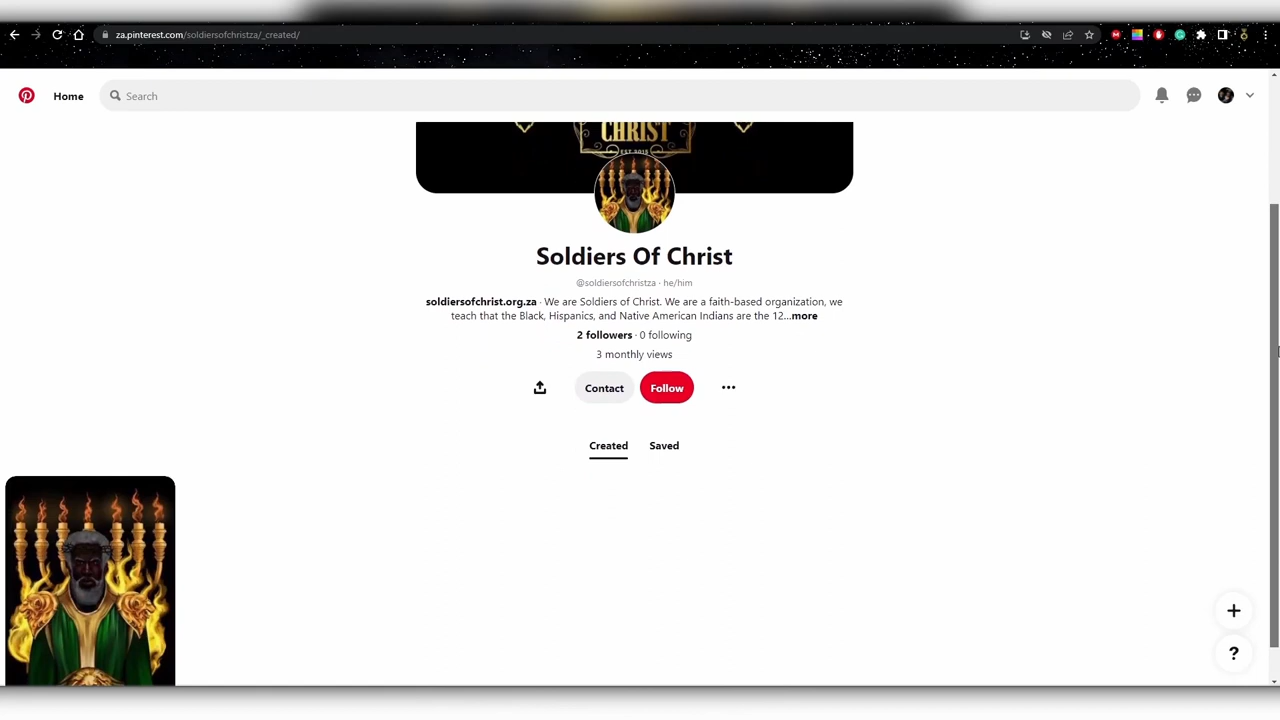 za.pinterest.com/soldiersofchristza/_created/
Home
Search
CHRIST
EST 2015
Soldiers Of Christ
@soldiersofchristza · he/him
soldiersofchrist.org.za · We are Soldiers of Christ. We are a faith-based organization, we
teach that the Black, Hispanics, and Native American Indians are the 12...more
2 followers · 0 following
3 monthly views
Contact
Follow
Created
Saved